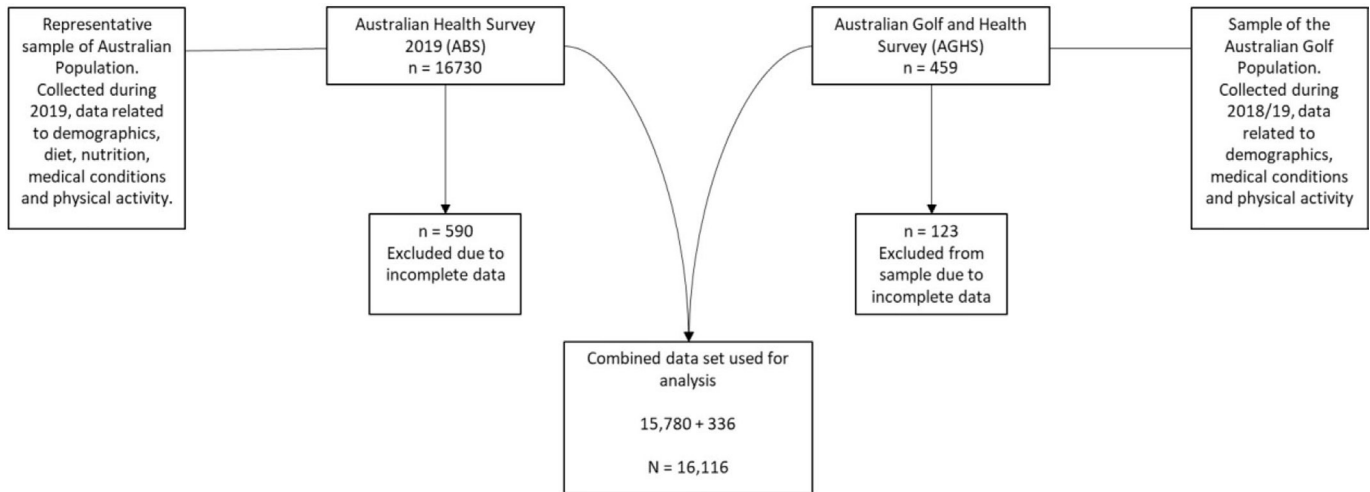 Representative
sample of Australian
Population.
Collected during
2019, data related
to demographics,
diet, nutrition,
medical conditions
and physical activity.
Australian Health Survey
2019 (ABS)
n = 16730
Australian Golf and Health
Survey (AGHS)
n = 459
Sample of the
Australian Golf
Population.
Collected during
2018/19, data
related to
demographics,
medical conditions
and physical activity
n = 590
Excluded due to
incomplete data
n = 123
Excluded from
sample due to
incomplete data
Combined data set used for
analysis
15,780 + 336
N = 16,116